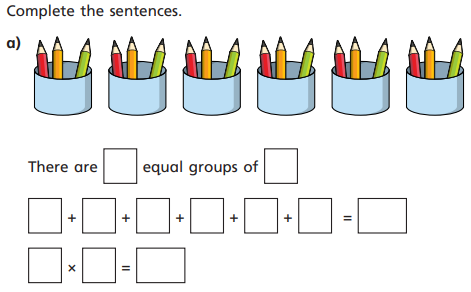 Complete the sentences.
a)
There are equal groups of
+ + + + + =
× =